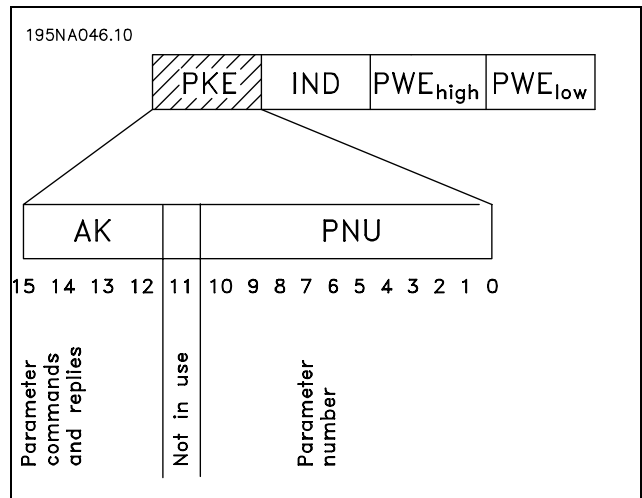 195NA046.10
PKE IND PWEhigh PWElow
AK PNU
15 14 13 12 11 10 9 8 7 6 5 4 3 2 1 0
Parameter
commands
and replies
Not in use
Parameter
number